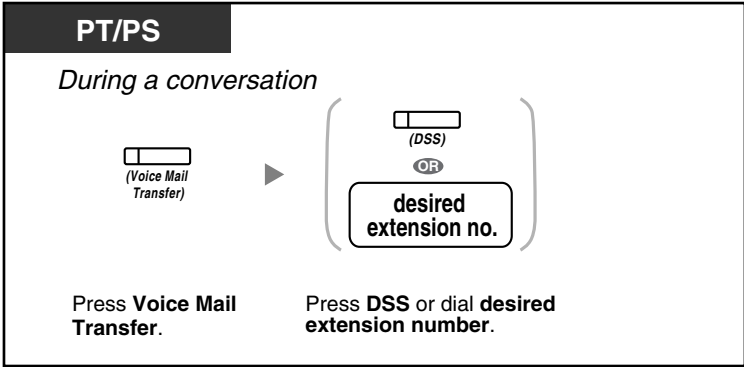 PT/PS
During a conversation
(Voice Mail
Transfer)
(DSS)
OR
desired
extension no.
Press Voice Mail
Transfer.
Press DSS or dial desired
extension number.